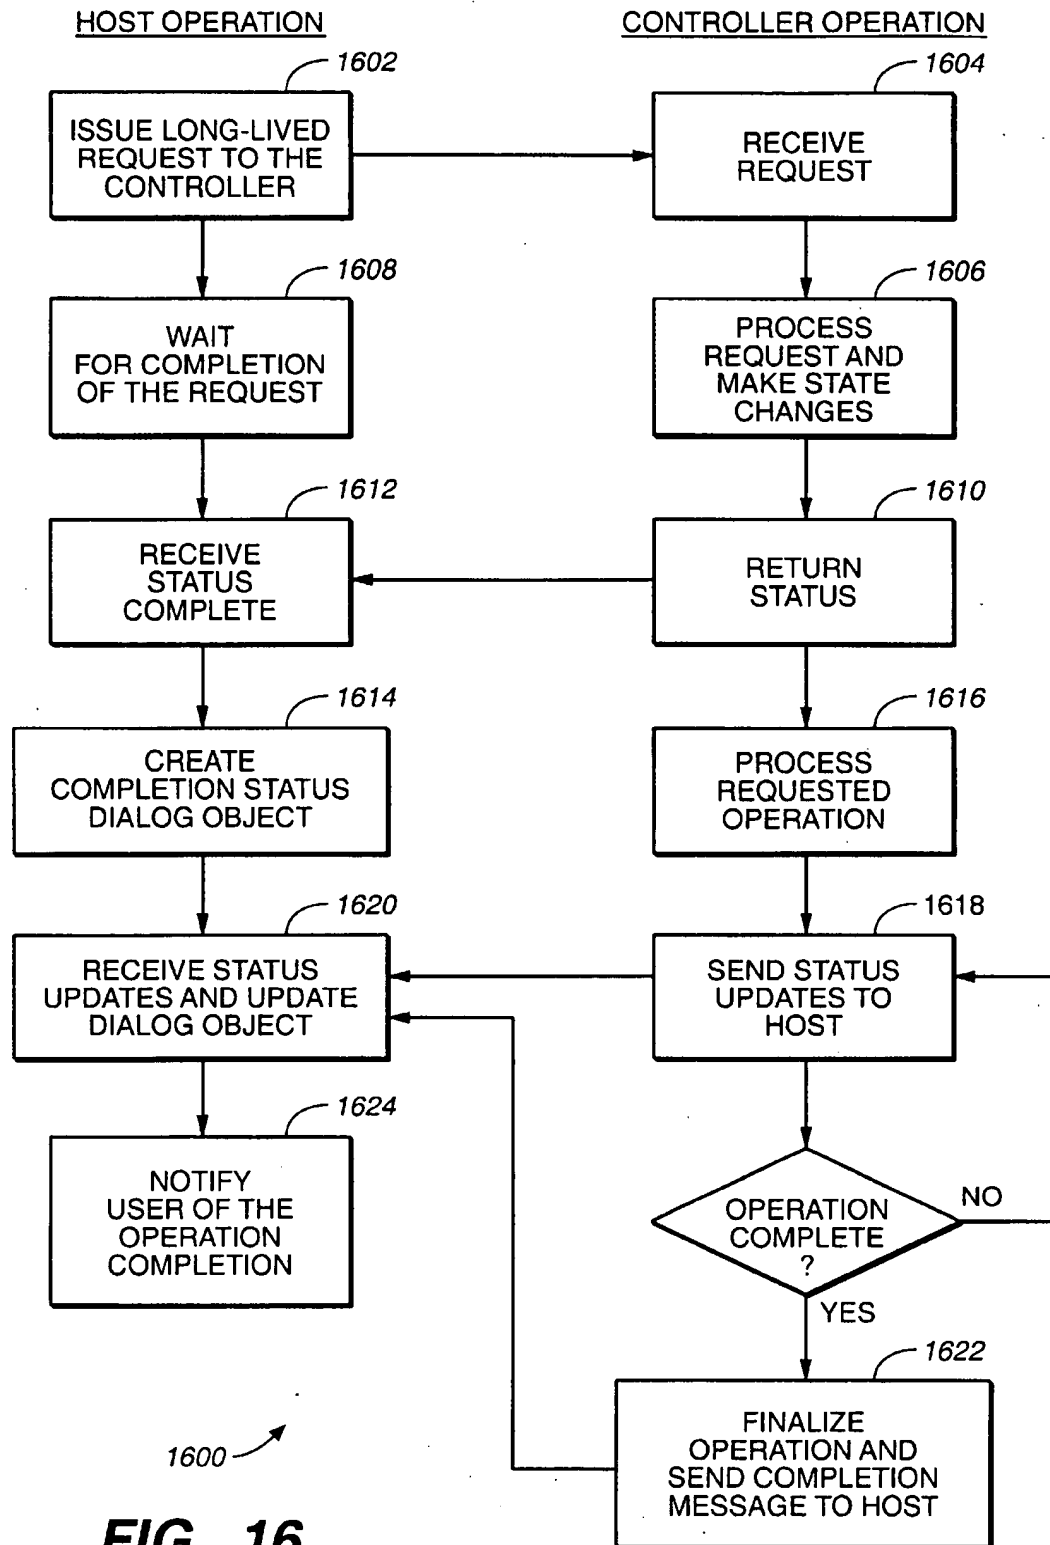 HOST OPERATION
CONTROLLER OPERATION
1602
ISSUE LONG-LIVED
REQUEST TO THE
CONTROLLER
1604
RECEIVE
REQUEST
1608
WAIT
FOR COMPLETION
OF THE REQUEST
1606
PROCESS
REQUEST AND
MAKE STATE
CHANGES
1612
RECEIVE
STATUS
COMPLETE
1610
RETURN
STATUS
1614
CREATE
COMPLETION STATUS
DIALOG OBJECT
1616
PROCESS
REQUESTED
OPERATION
1620
RECEIVE STATUS
UPDATES AND UPDATE
DIALOG OBJECT
1618
SEND STATUS
UPDATES TO
HOST
1624
NOTIFY
USER OF THE
OPERATION
COMPLETION
OPERATION
COMPLETE
?
NO
YES
1622
FINALIZE
OPERATION AND
SEND COMPLETION
MESSAGE TO HOST
1600
FIG. 16